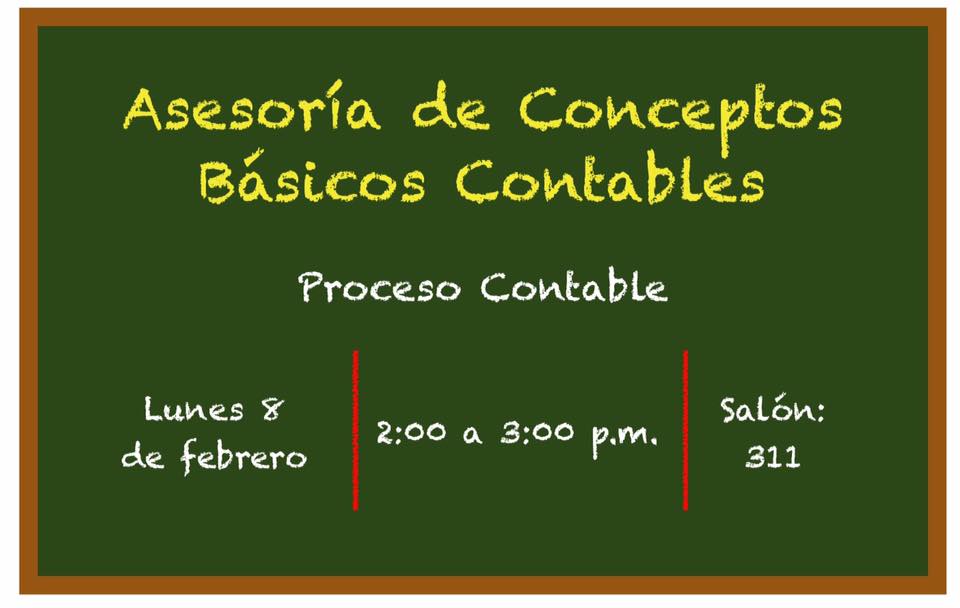 Asesoría de Conceptos
Básicos Contables
Proceso Contable
Lunes 8
de febrero
2:00 a 3:00 p.m.
Salón:
311